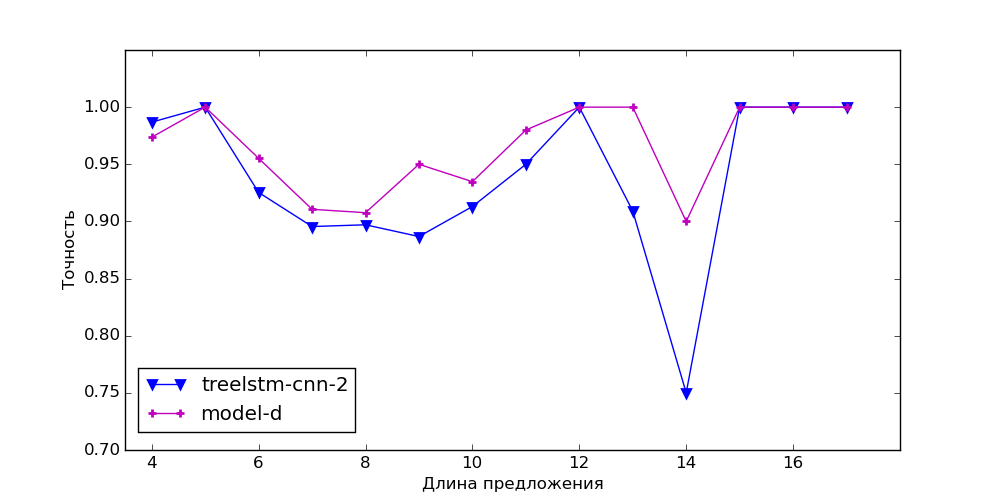 1.00
0.95
0.90
0.85
0.80
0.75
0.70
Точность
treelstm-cnn-2
model-d
4 6 8 10 12 14 16
Длина предложения